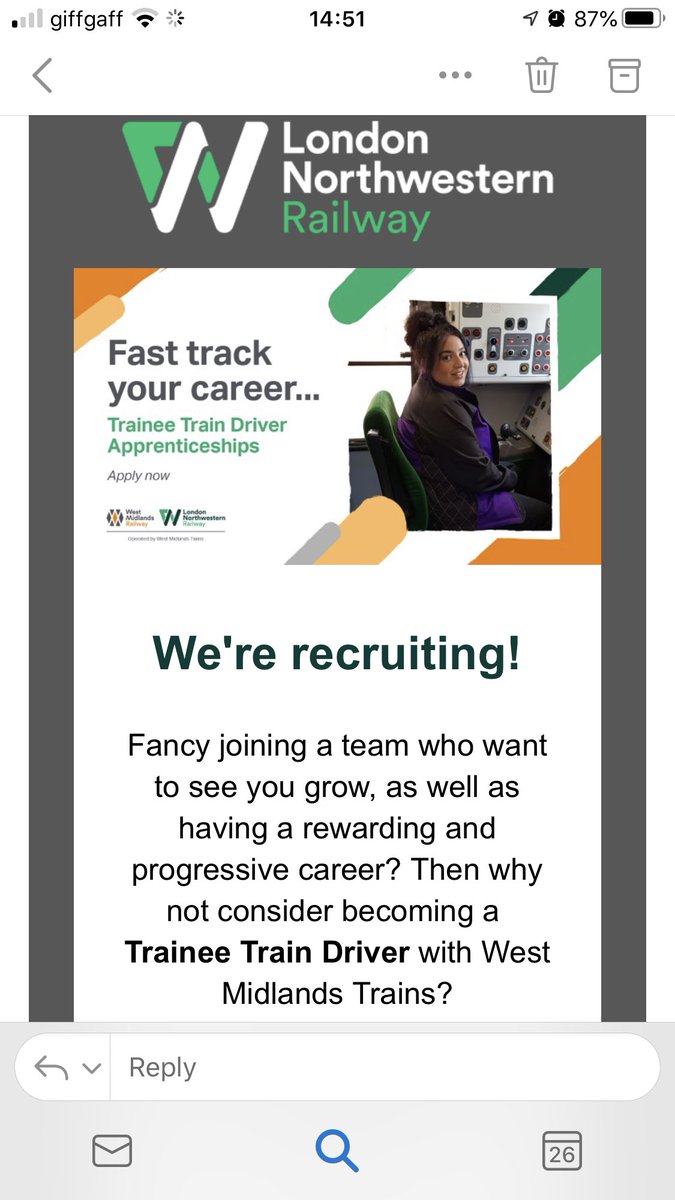 giffgaff 14:51 87%
London
Northwestern
Railway
Fast track
your career...
Trainee Train Driver
Apprenticeships
Apply now
West
Midlands
Railway
London
Northwestern
Railway
Operated by West Midlands Trains
We're recruiting!
Fancy joining a team who want
to see you grow, as well as
having a rewarding and
progressive career? Then why
not consider becoming a
Trainee Train Driver with West
Midlands Trains?
Reply
26